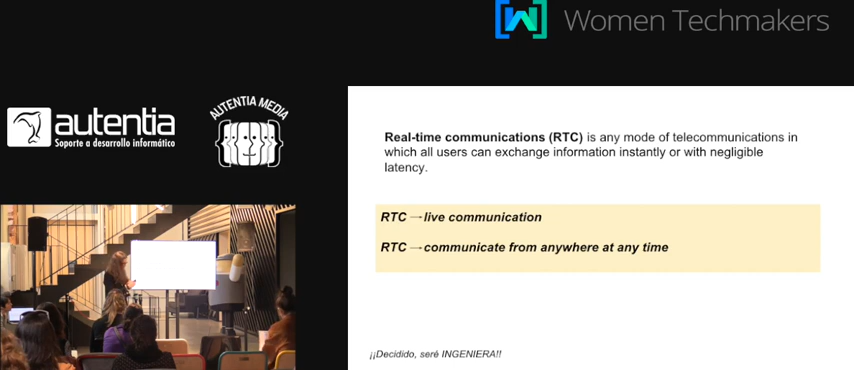 Women Techmakers
autentia
Soporte a desarrollo informático
AUTENTIA MEDIA
Real-time communications (RTC) is any mode of telecommunications in
which all users can exchange information instantly or with negligible
latency.
RTC → live communication
RTC → communicate from anywhere at any time
¡¡Decidido, seré INGENIERA!!